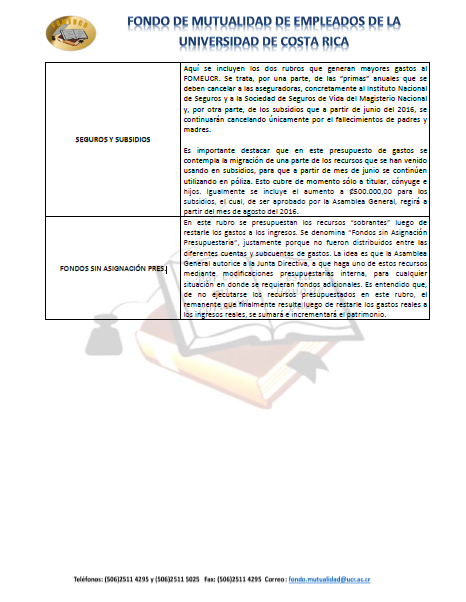 FONDO DE MUTUALIDAD DE EMPLEADOS DE LA
UNIVERSIDAD DE COSTA RICA
SEGUROS Y SUBSIDIOS
Aquí se incluyen los dos rubros que generan mayores gastos al
FOMEUCR. Se trata, por una parte, de las “primas” anuales que se
deben cancelar a las aseguradoras, concretamente al Instituto Nacional
de Seguros y a la Sociedad de Seguros de Vida del Magisterio Nacional
y, por otra parte, de los subsidios que a partir de junio del 2016, se
continuarán cancelando únicamente por el fallecimientos de padres y
madres.
Es importante destacar que en este presupuesto de gastos se
contempla la migración de una parte de los recursos que se han venido
usando en subsidios, para que a partir de mes de junio se continúen
utilizando en póliza. Esto cubre de momento sólo a titular, cónyuge e
hijos. Igualmente se incluye el aumento a ₡500.000,00 para los
subsidios, el cual, de ser aprobado por la Asamblea General, regirá a
partir del mes de agosto del 2016.
FONDOS SIN ASIGNACIÓN PRES.
En este rubro se presupuestan los recursos “sobrantes” luego de
restarle los gastos a los ingresos. Se denomina “Fondos sin Asignación
Presupuestaria”, justamente porque no fueron distribuidos entre las
diferentes cuentas y subcuentas de gastos. La idea es que la Asamblea
General autorice a la Junta Directiva, a que haga uno de estos recursos
mediante modificaciones presupuestarias interna, para cualquier
situación en donde se requieran fondos adicionales. Es entendido que,
de no ejecutarse los recursos presupuestados en este rubro, el
remanente que finalmente resulte luego de restarle los gastos reales a
los ingresos reales, se sumará e incrementará el patrimonio.
Teléfonos: (506)2511 4295 y (506)2511 5025 Fax: (506)2511 4295 Correo: fondo.mutualidad@ucr.ac.cr